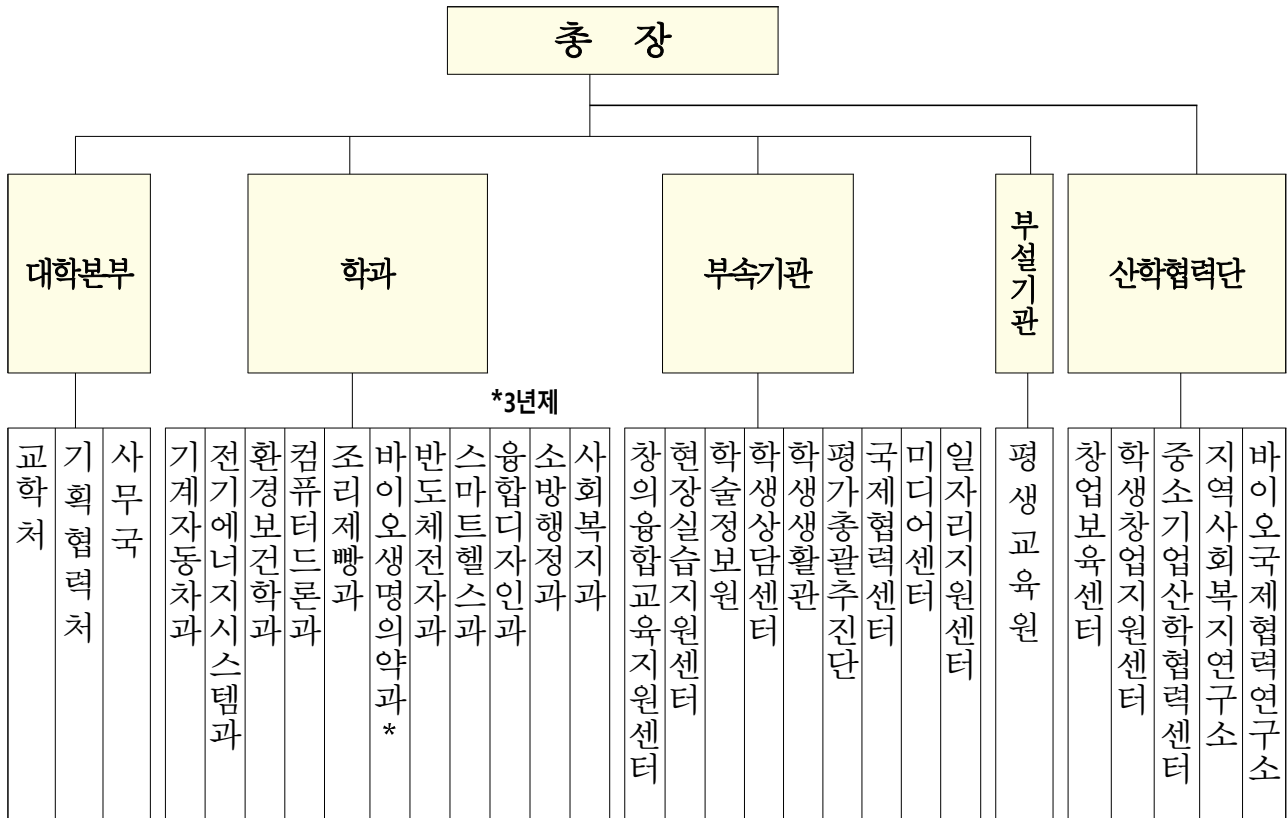 총 장
대학본부
학과
부속기관
부설기관
산학협력단
*3년제
교학처
기획협력처
사무국
기계자동차과
전기에너지시스템과
환경보건학과
컴퓨터드론과
조리제빵과
바이오생명의약과*
반도체전자과
스마트헬스과
융합디자인과
소방행정과
사회복지과
창의융합교육지원센터
현장실습지원센터
학술정보원
학생상담센터
학생생활관
평가총괄추진단
국제협력센터
미디어센터
일자리지원센터
평생교육원
창업보육센터
학생창업지원센터
중소기업산학협력센터
지역사회복지연구소
바이오국제협력연구소